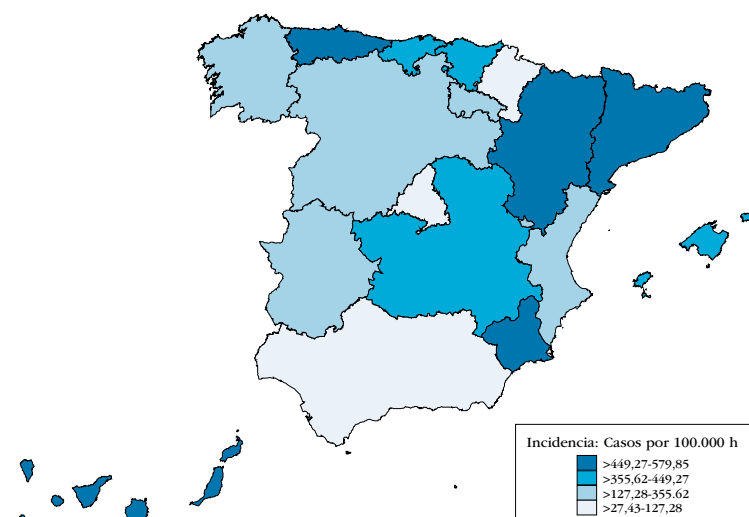 Incidencia: Casos por 100.000 h
>449,27-579,85
>355,62-449,27
>127,28-355.62
>27,43-127,28